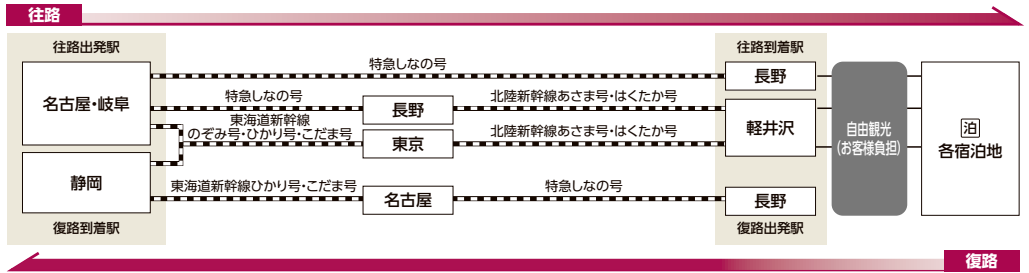 往路
往路出発駅
往路到着駅
特急しなの号
長野
名古屋・岐阜
特急しなの号
長野
北陸新幹線あさま号・はくたか号
軽井沢
東海道新幹線
のぞみ号・ひかり号・こだま号
東京
北陸新幹線あさま号・はくたか号
自由観光
(お客様負担)
泊
各宿泊地
静岡
東海道新幹線ひかり号・こだま号
名古屋
特急しなの号
長野
復路到着駅
復路出発駅
復路